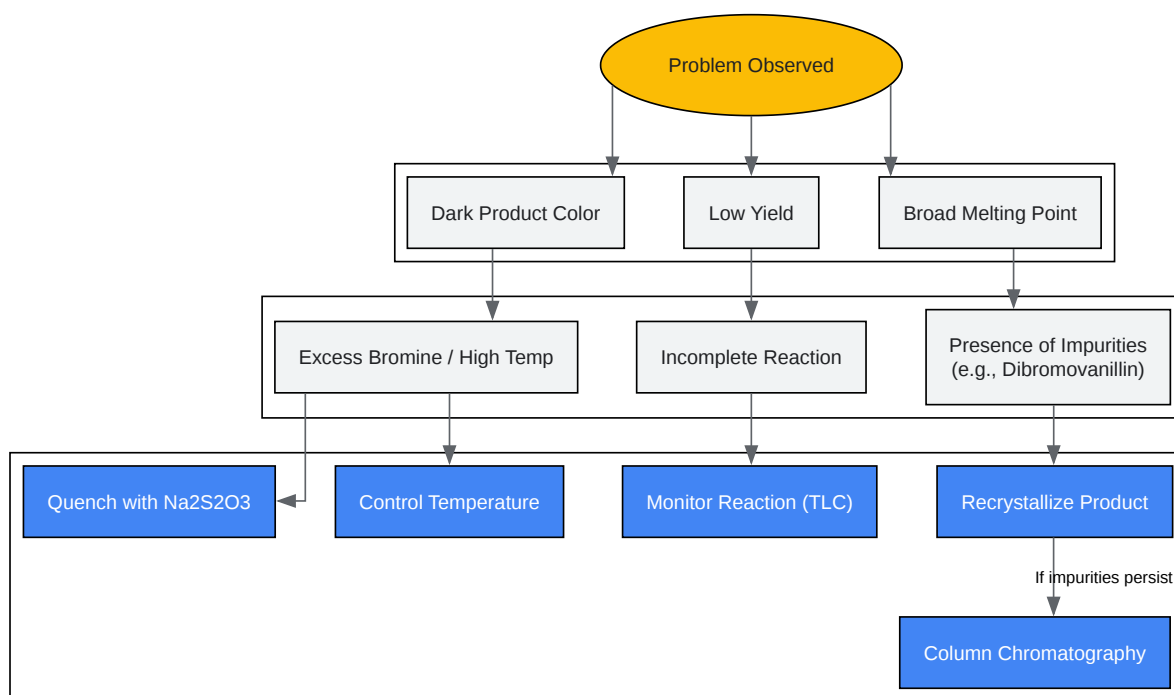 Problem Observed
Dark Product Color
Low Yield
Broad Melting Point
Excess Bromine / High Temp
Incomplete Reaction
Presence of Impurities
(e.g., Dibromovanillin)
Quench with Na2S2O3
Control Temperature
Monitor Reaction (TLC)
Recrystallize Product
If impurities persist
Column Chromatography